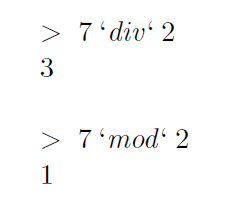 > 7 ‘div‘ 2
3
> 7 ‘mod‘ 2
1